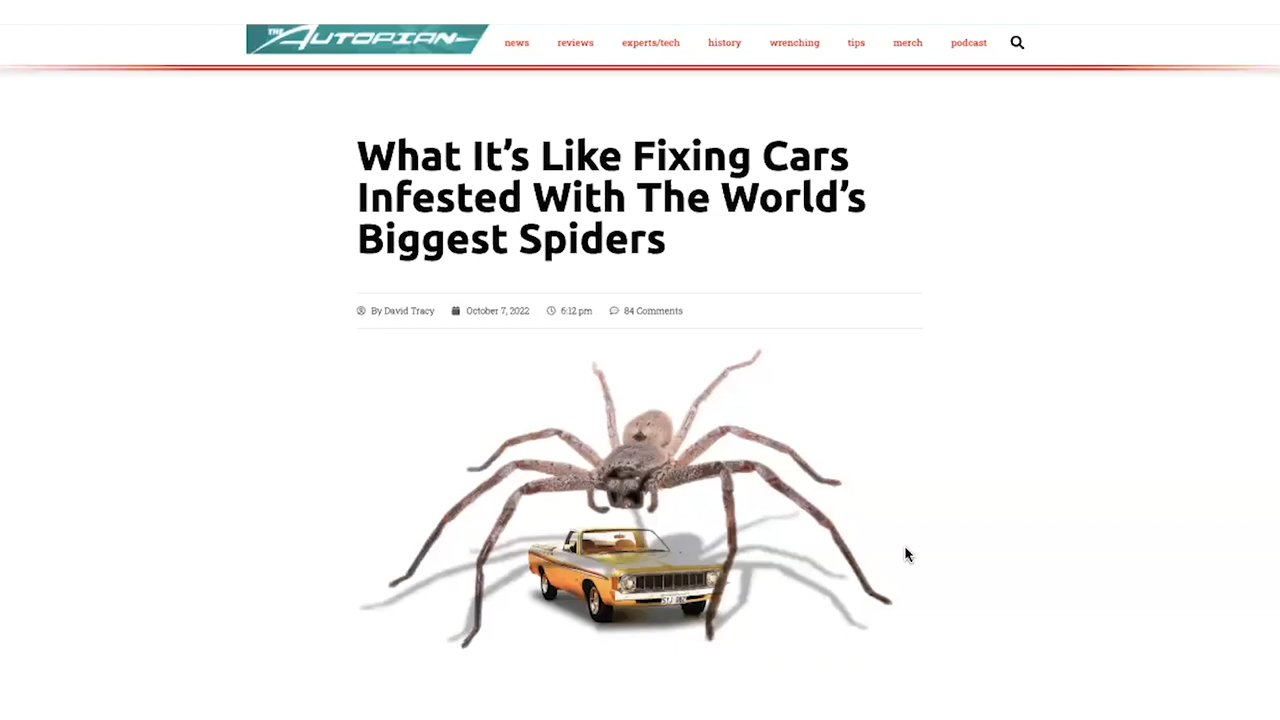 THE AUTOPIAN
news reviews experts/tech history wrenching tips merch podcast
What It's Like Fixing Cars
Infested With The World's
Biggest Spiders
By David Tracy October 7, 2022 6:12 pm 84 Comments